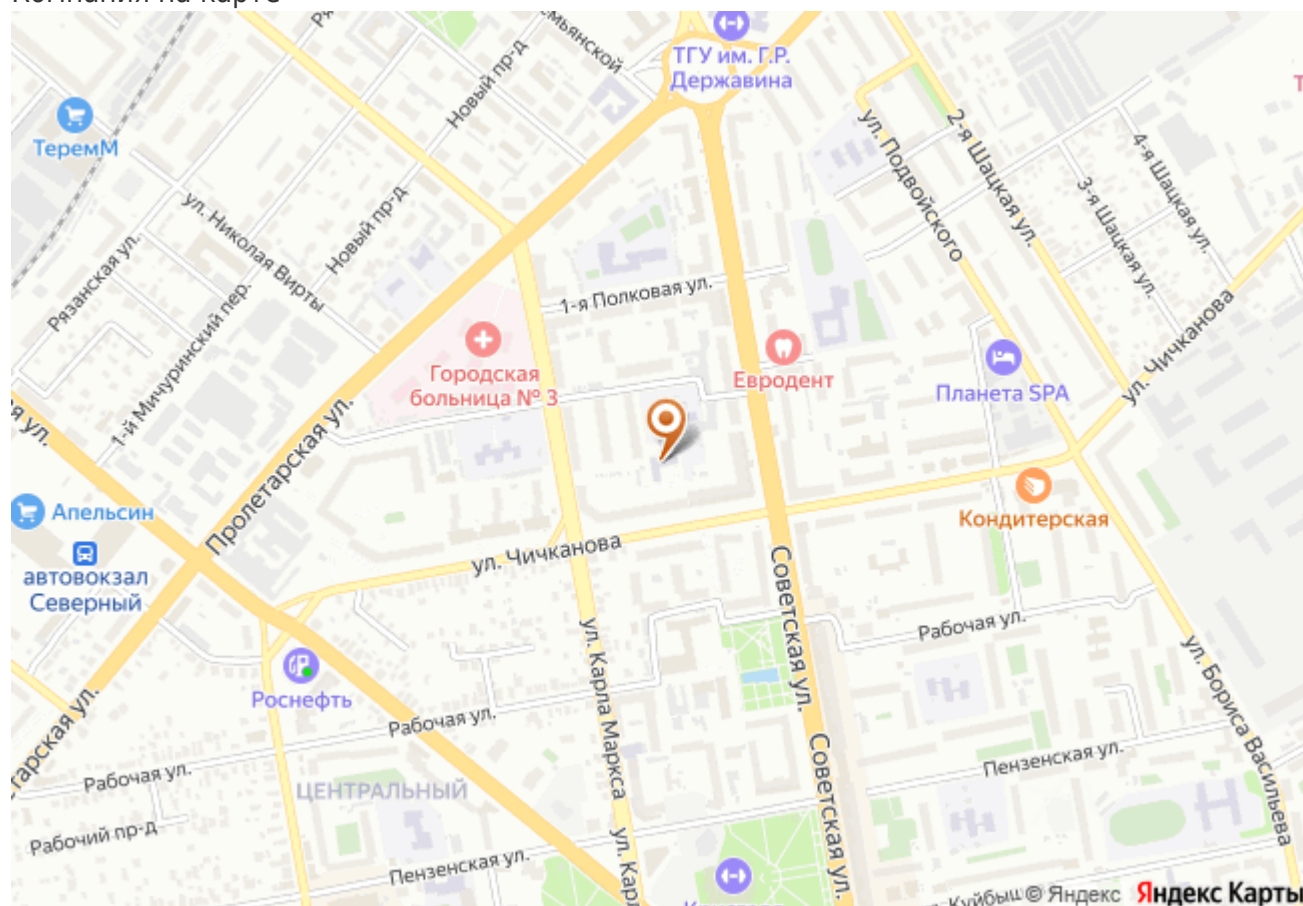 Компания на карте
ТГУ им. Г.Р.
Державина
Новый пр-д
ТеремМ
ул. Подвойского
2-я Шацкая ул.
4-я Шацкая ул.
3-я Шацкая ул.
ул. Николая Вирты
Новый пр-д
Рязанская ул.
1-й Мичуринский пер.
1-я Полковая ул.
ул. Чичканова
Городская
больница № 3
Евродент
Планета SPA
Пролетарская ул.
Апельсин
автовокзал
Северный
Кондитерская
ул. Чичканова
Советская ул.
Рабочая ул.
Роснефть
ул. Карла Маркса
Рабочая ул.
Советская ул.
ул. Бориса Васильева
Рабочая ул.
ЦЕНТРАЛЬНЫЙ
Пензенская ул.
Рабочий пр-д
Пензенская ул.
© Яндекс Яндекс Карты